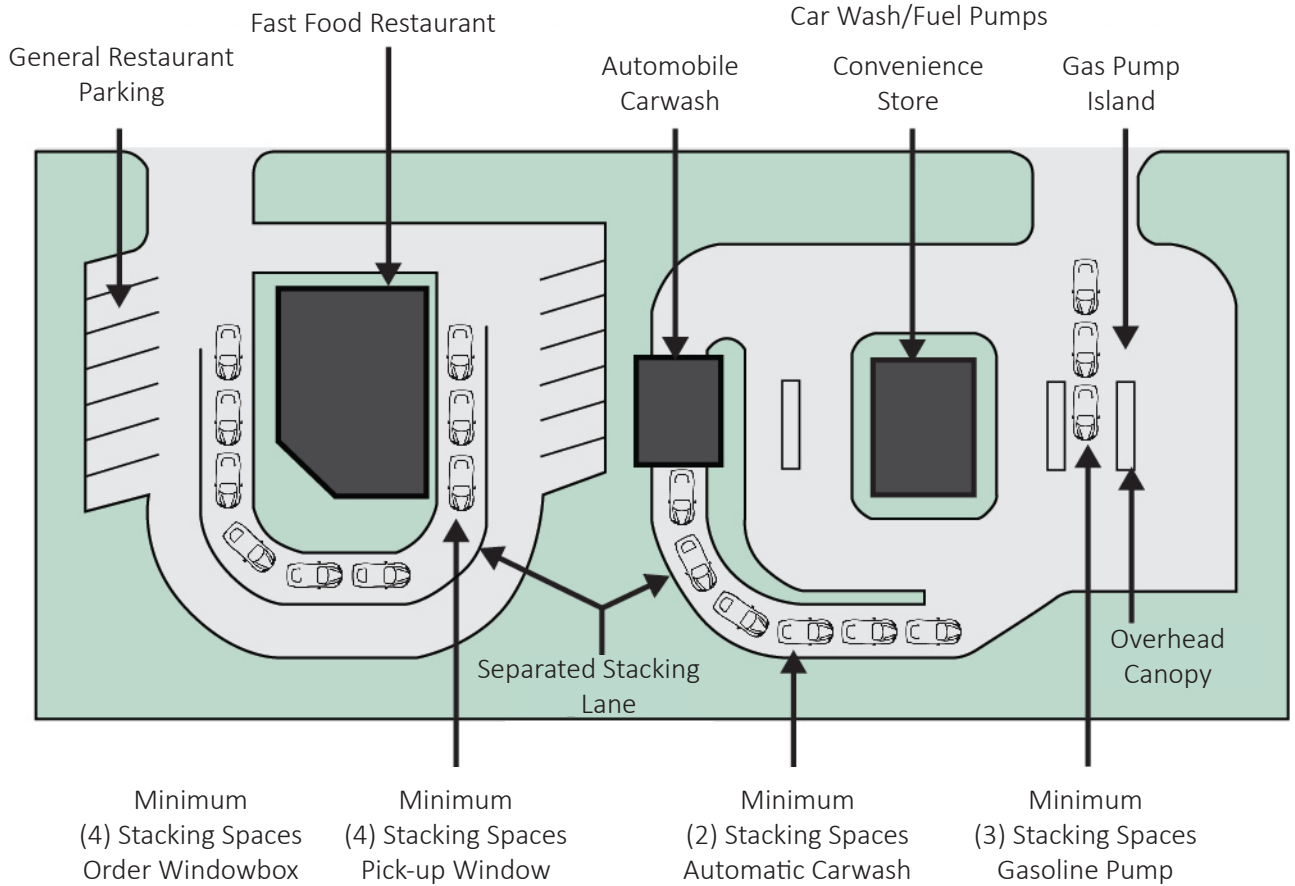 Fast Food Restaurant
Car Wash/Fuel Pumps
General Restaurant
Parking
Automobile
Carwash
Convenience
Store
Gas Pump
Island
Separated Stacking
Lane
Overhead
Canopy
Minimum
(4) Stacking Spaces
Order Windowbox
Minimum
(4) Stacking Spaces
Pick-up Window
Minimum
(2) Stacking Spaces
Automatic Carwash
Minimum
(3) Stacking Spaces
Gasoline Pump